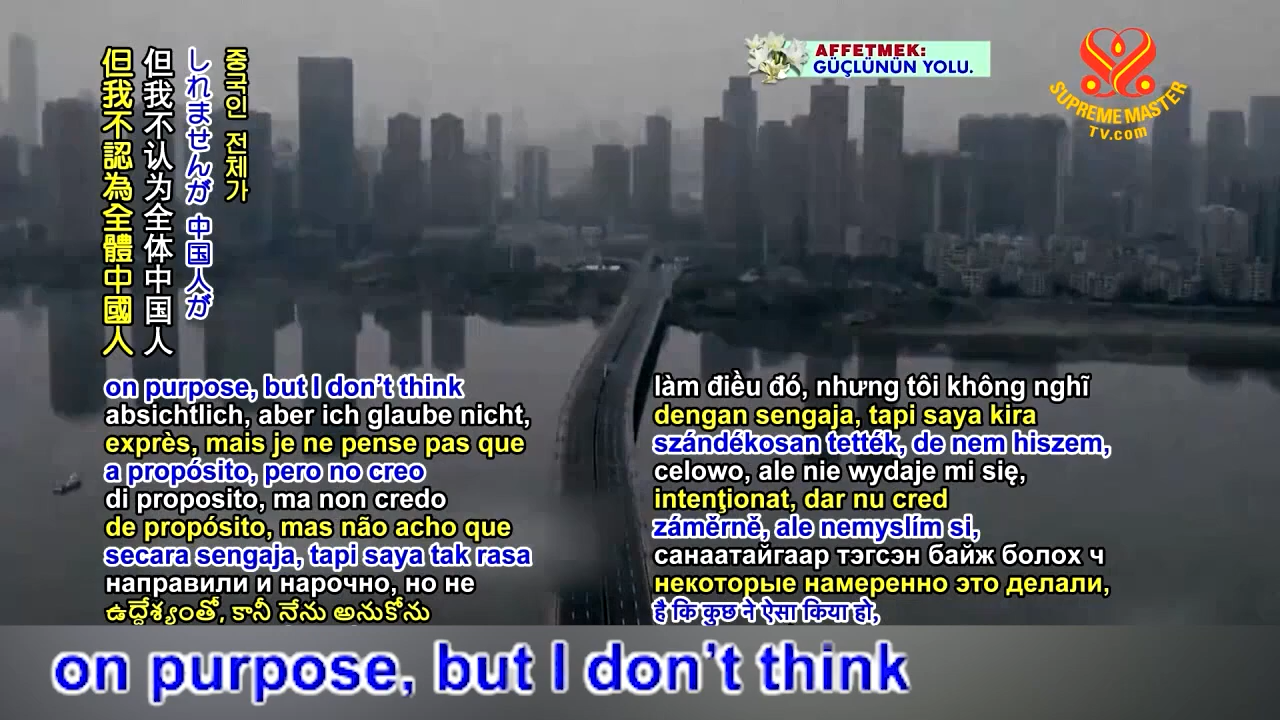 AFFETMEK:
GÜÇLÜNÜN YOLU.
SUPREME MASTER
TV.com
중국인 전체가
しれませんが 中国人が
但我不认为全体中国人
但我不認為全體中國人
on purpose, but I don’t think
absichtlich, aber ich glaube nicht,
exprès, mais je ne pense pas que
a propósito, pero no creo
di proposito, ma non credo
de propósito, mas não acho que
secara sengaja, tapi saya tak rasa
направили и нарочно, но не
ఉద్దేశ్యంతో, కానీ నేను అనుకోను
làm điều đó, nhưng tôi không nghĩ
dengan sengaja, tapi saya kira
szándékosan tették, de nem hiszem,
celowo, ale nie wydaje mi się,
intenţionat, dar nu cred
záměrně, ale nemyslím si,
санаатайгаар тэгсэн байж болох ч
некоторые намеренно это делали,
है कि कुछ ने ऐसा किया हो,
on purpose, but I don’t think